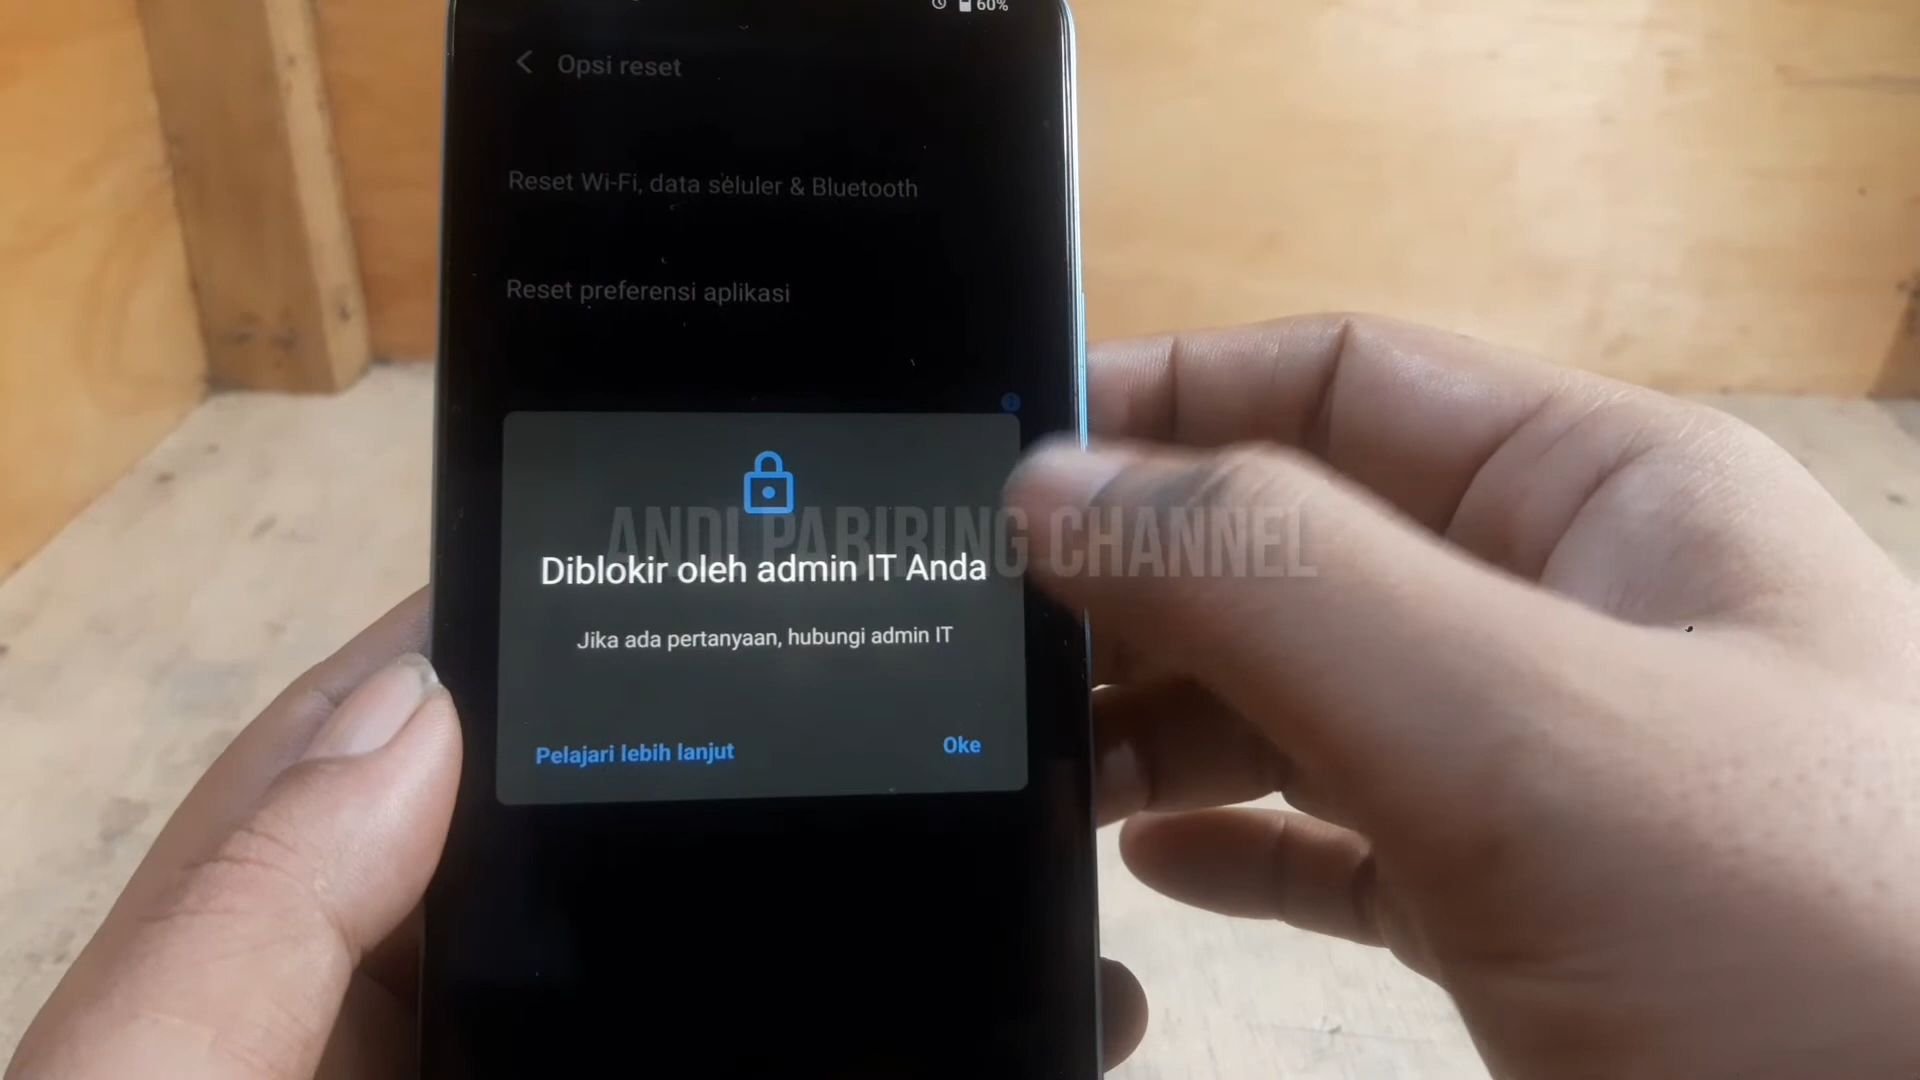 60%
Opsi reset
Reset Wi-Fi, data seluler & Bluetooth
Reset preferensi aplikasi
ANDI PABIRING CHANNEL
Diblokir oleh admin IT Anda
Jika ada pertanyaan, hubungi admin IT
Pelajari lebih lanjut
Oke